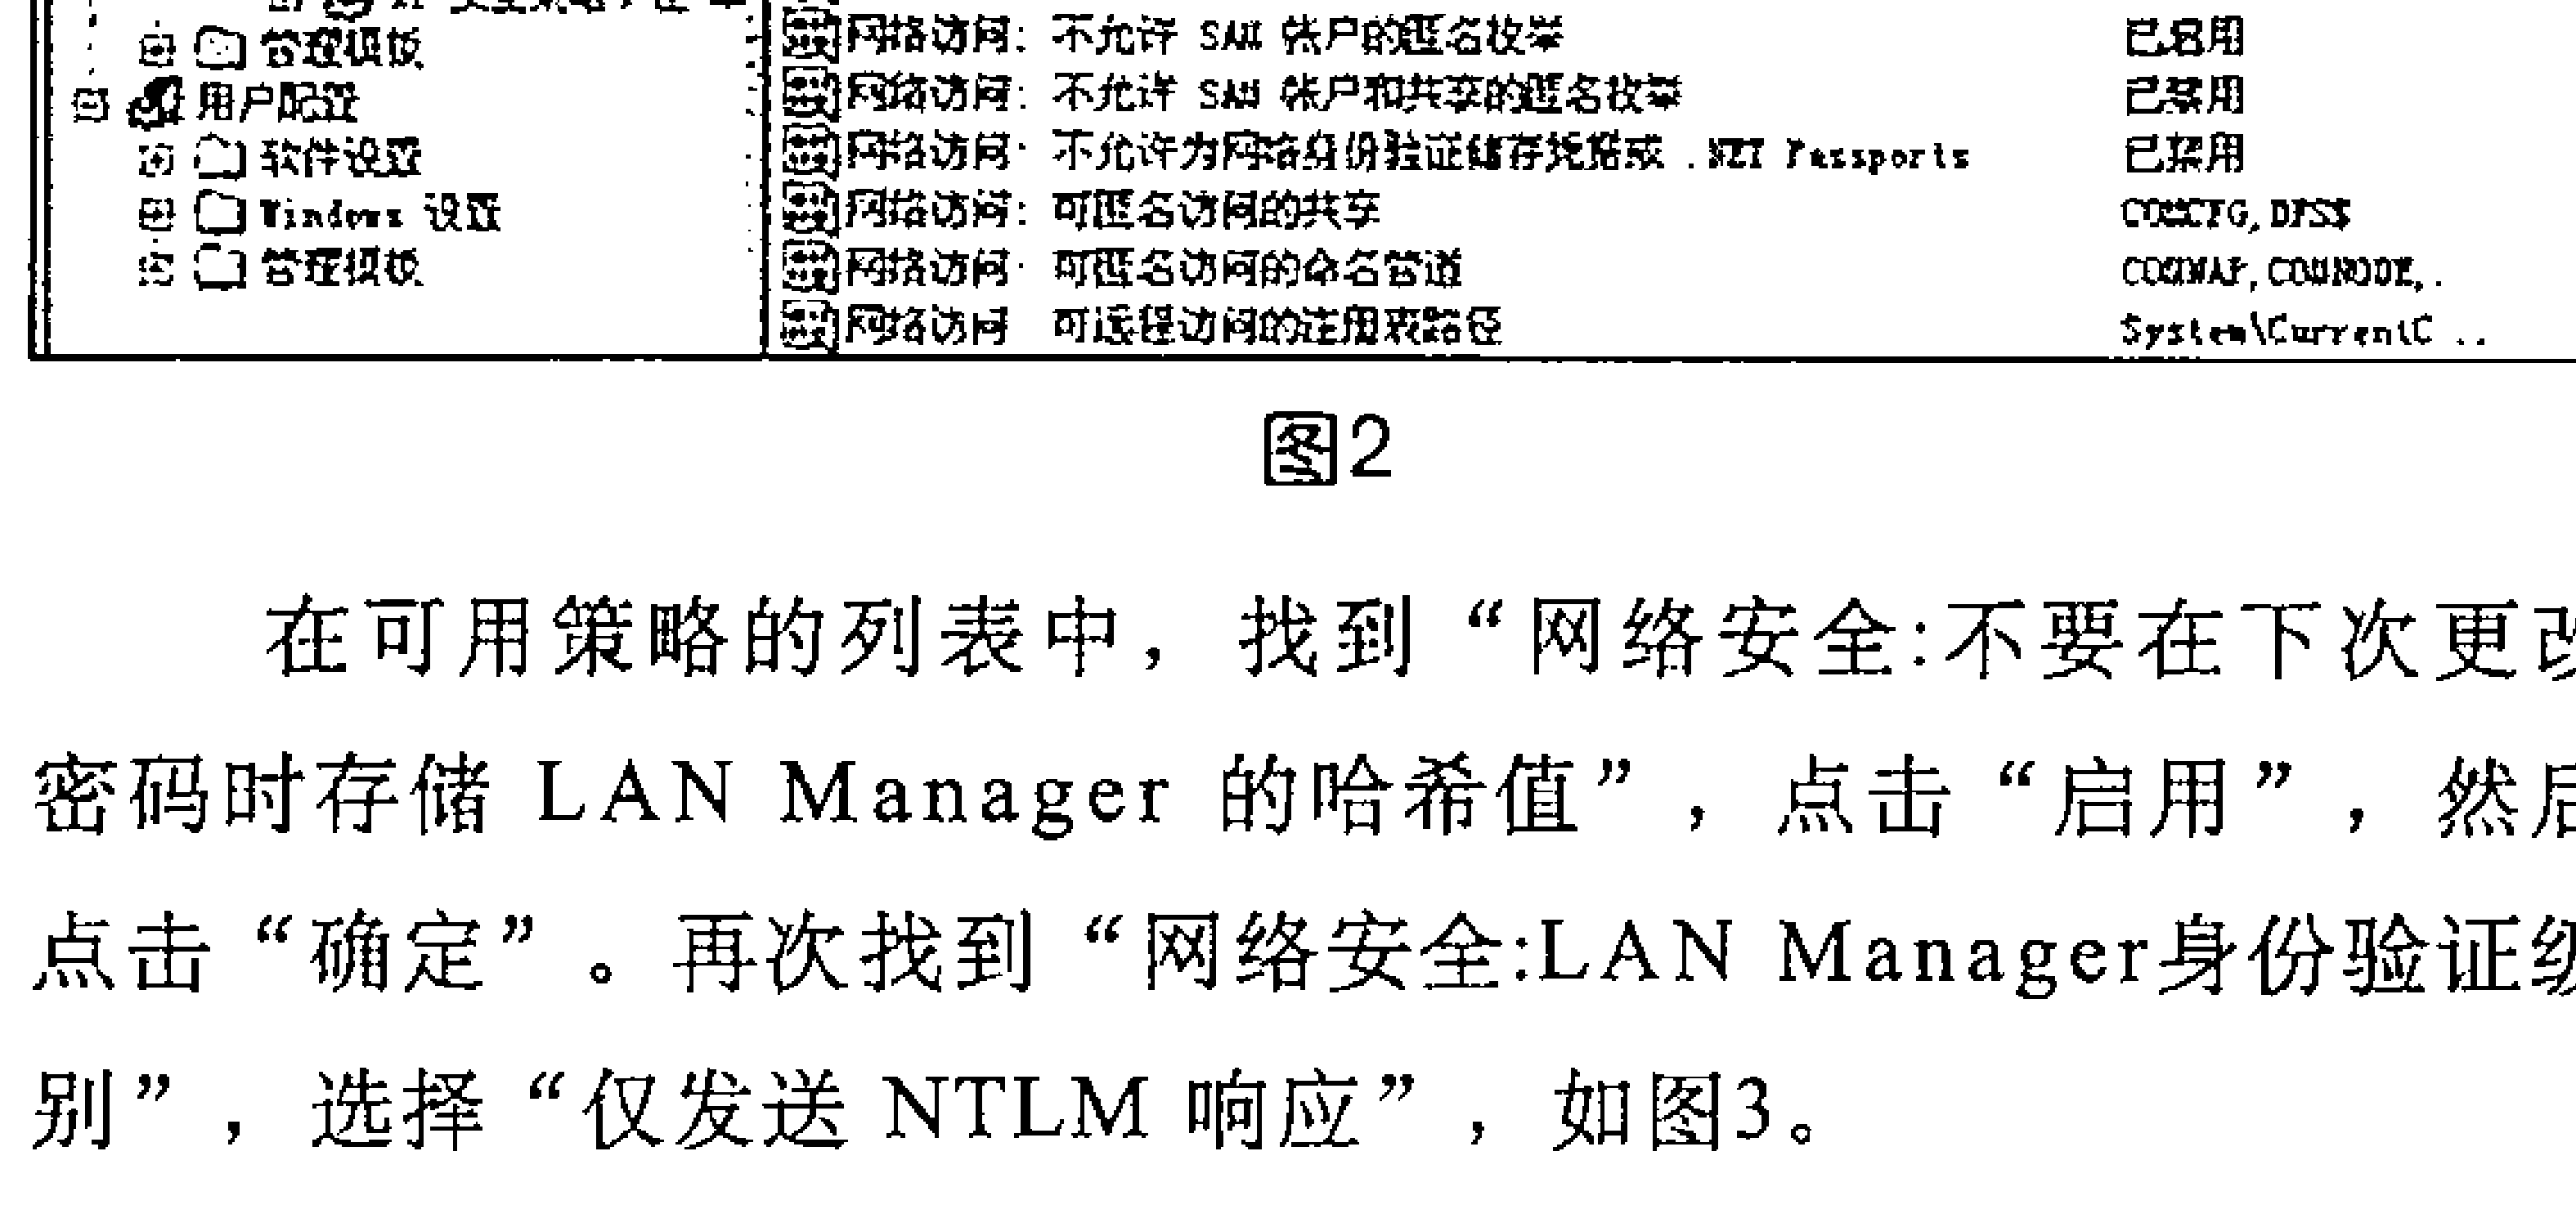 管理模板
用户配置
软件设置
Windows 设置
管理模板
网络访问: 不允许 SAM 帐户的匿名枚举 已启用
网络访问: 不允许 SAM 帐户和共享的匿名枚举 已禁用
网络访问: 不允许为网络身份验证储存凭据或 .NET Passports 已禁用
网络访问: 可匿名访问的共享 COMCFG,DFS$
网络访问: 可匿名访问的命名管道 COMNAP,COMNODE,.
网络访问 可远程访问的注册表路径 System\CurrentC ..
图2
在可用策略的列表中，找到“网络安全:不要在下次更改
密码时存储 LAN Manager 的哈希值”，点击“启用”，然后
点击“确定”。再次找到“网络安全:LAN Manager身份验证级
别”，选择“仅发送 NTLM 响应”，如图3。